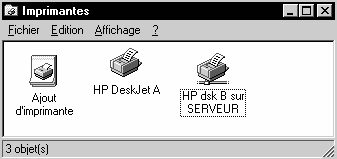 Imprimantes
Fichier Edition Affichage ?
Ajout
d'imprimante
HP DeskJet A
HP dsk B sur
SERVEUR
3 objet(s)